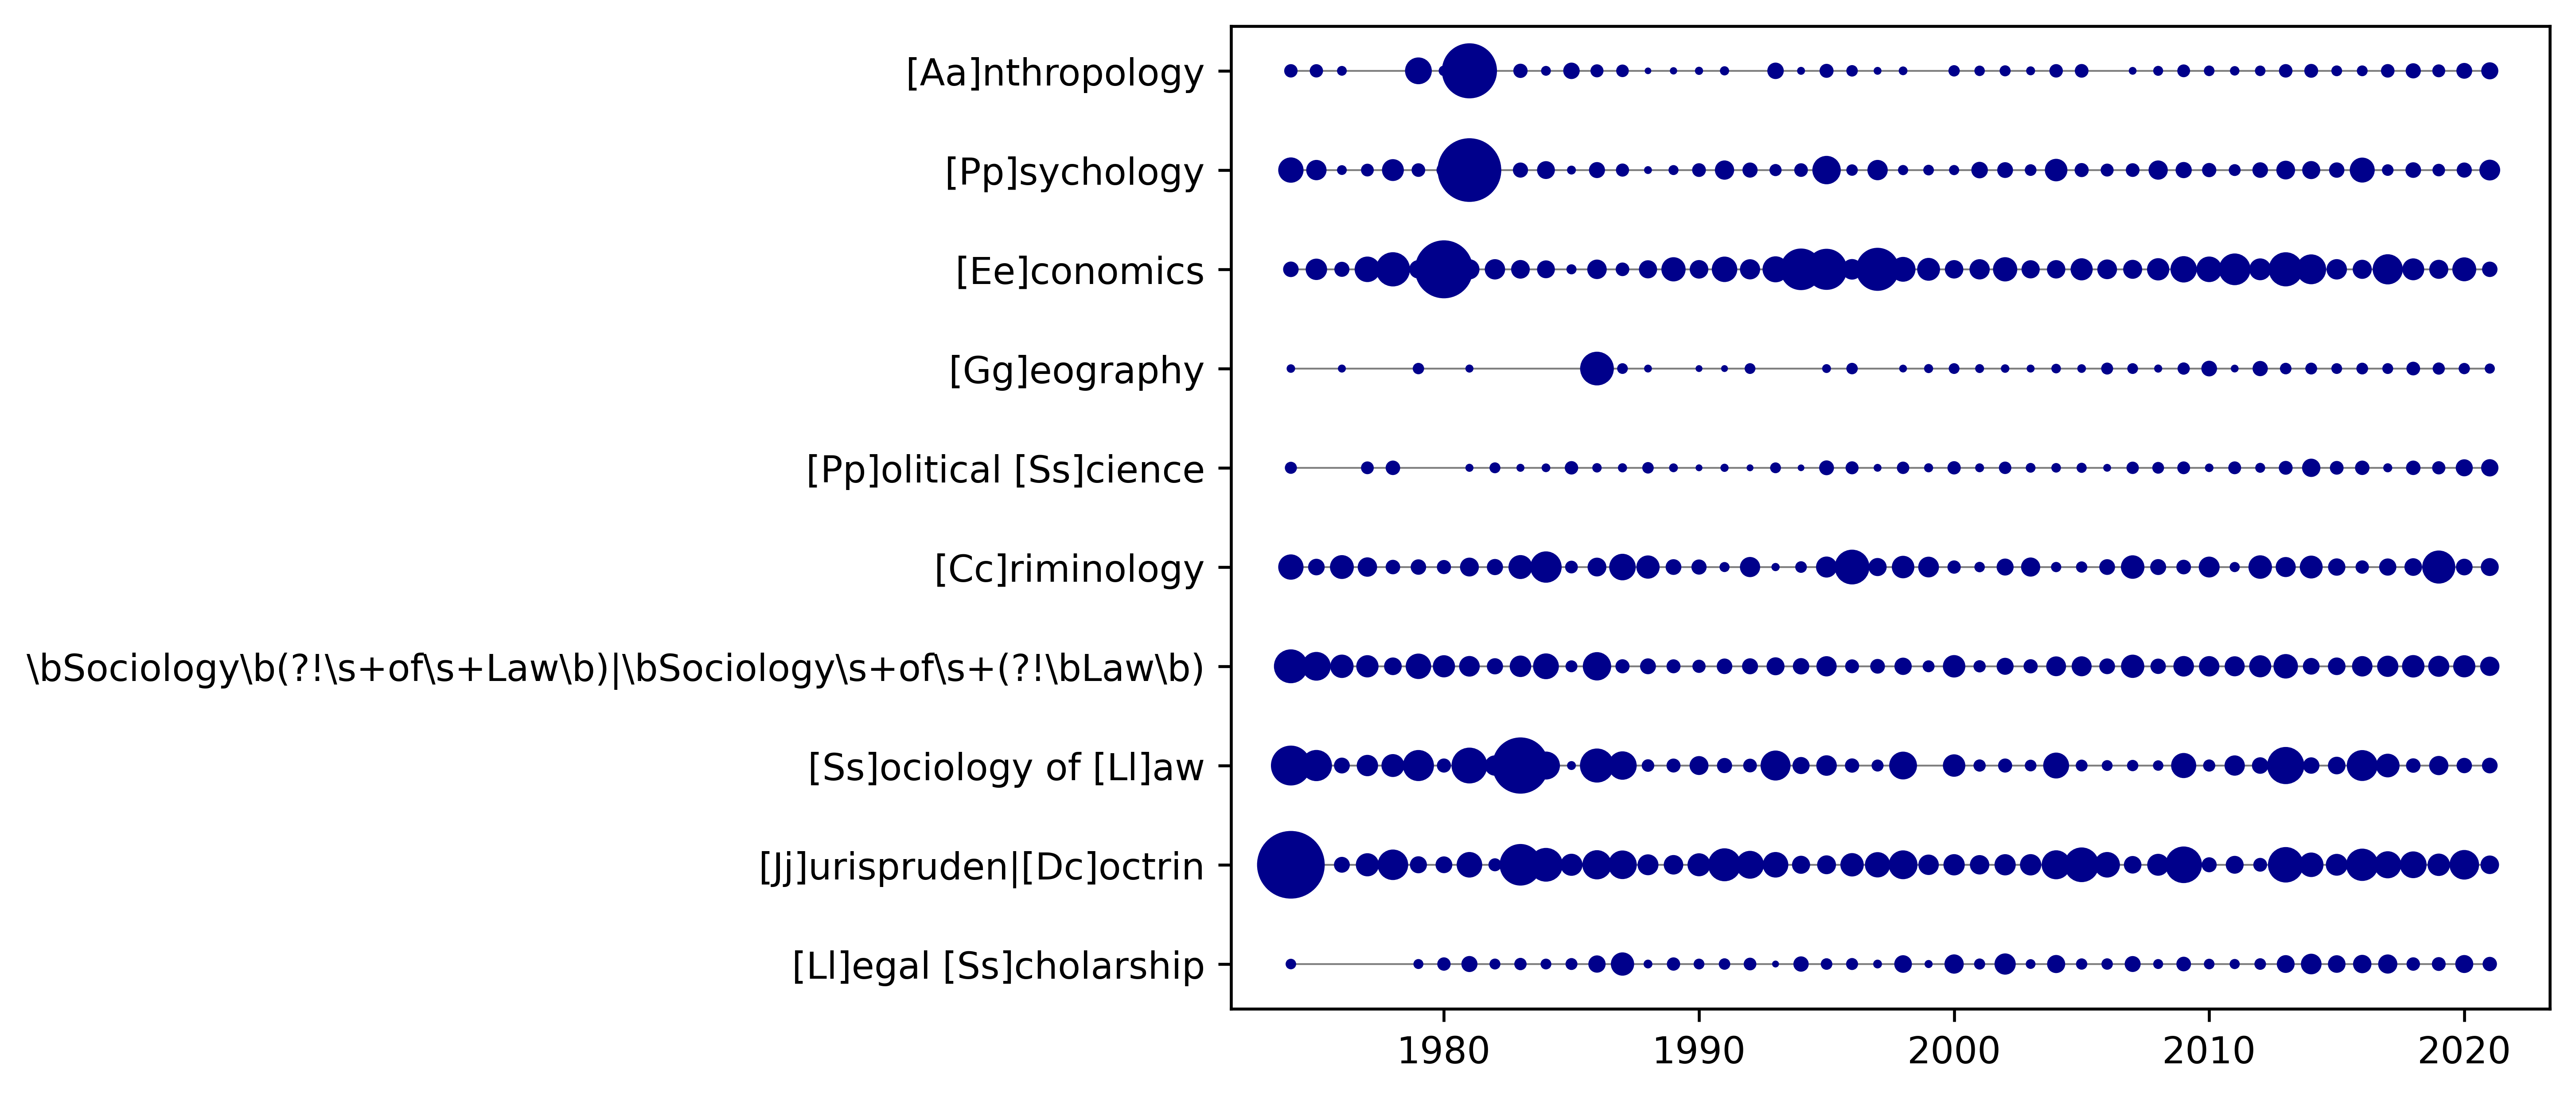 [Aa]nthropology
[Pp]sychology
[Ee]conomics
[Gg]eography
[Pp]olitical [Ss]cience
[Cc]riminology
\bSociology\b(?!\s+of\s+Law\b)|\bSociology\s+of\s+(?!\bLaw\b)
[Ss]ociology of [Ll]aw
[Jj]urispruden|[Dc]octrin
[Ll]egal [Ss]cholarship
1980 1990 2000 2010 2020